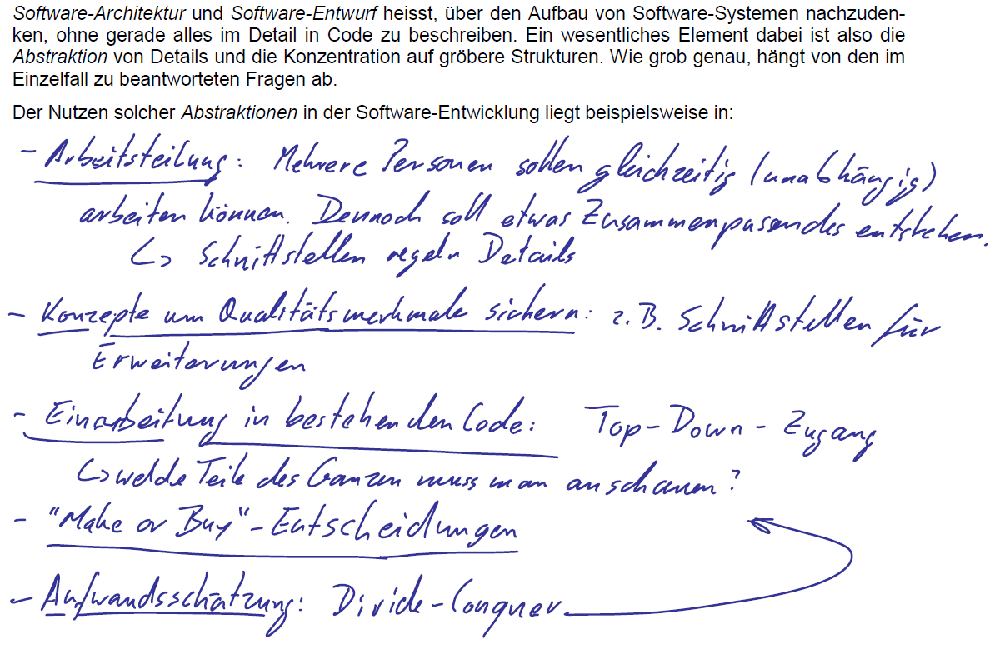 Software-Architektur und Software-Entwurf heisst, über den Aufbau von Software-Systemen nachzuden-
ken, ohne gerade alles im Detail in Code zu beschreiben. Ein wesentliches Element dabei ist also die
Abstraktion von Details und die Konzentration auf gröbere Strukturen. Wie grob genau, hängt von den im
Einzelfall zu beantworteten Fragen ab.
Der Nutzen solcher Abstraktionen in der Software-Entwicklung liegt beispielsweise in:
- Arbeitsteilung: Mehrere Personen sollen gleichzeitig (unabhängig)
arbeiten können. Dennoch soll etwas Zusammenpassendes entstehen.
↳ Schnittstellen regeln Details
- Konzepte um Qualitätsmerkmale sichern: z.B. Schnittstellen für
Erweiterungen
- Einarbeitung in bestehenden Code: Top-Down-Zugang
↳ welche Teile des Ganzen muss man anschauen?
- "Make or Buy"-Entscheidungen
- Aufwandsschätzung: Divide-Conquer